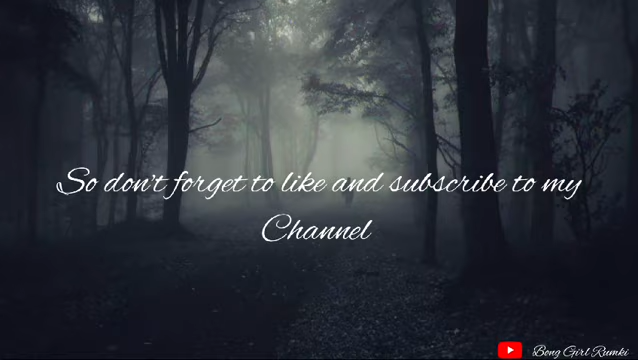 So don't forget to like and subscribe to my
Channel
Bong Girl Rumki